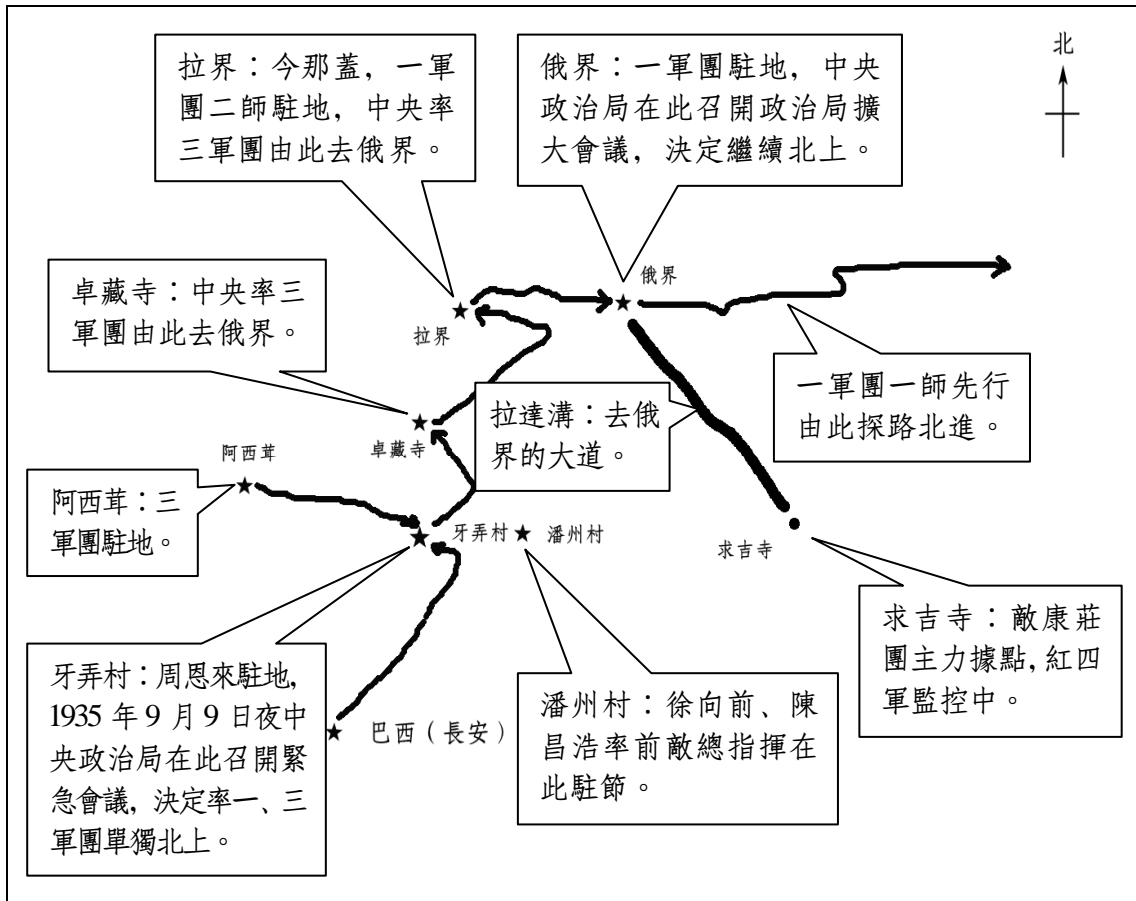 拉界：今那蓋，一軍
團二師駐地，中央率
三軍團由此去俄界。
俄界：一軍團駐地，中央
政治局在此召開政治局擴
大會議，決定繼續北上。
北
俄界
卓藏寺：中央率三
軍團由此去俄界。
拉界
一軍團一師先行
由此探路北進。
拉達溝：去俄
界的大道。
卓藏寺
阿西茸
阿西茸：三
軍團駐地。
牙弄村
潘州村
求吉寺
求吉寺：敵康莊
團主力據點，紅四
軍監控中。
牙弄村：周恩來駐地，
1935 年 9 月 9 日夜中
央政治局在此召開緊
急會議，決定率一、三
軍團單獨北上。
巴西（長安）
潘州村：徐向前、陳
昌浩率前敵總指揮在
此駐節。